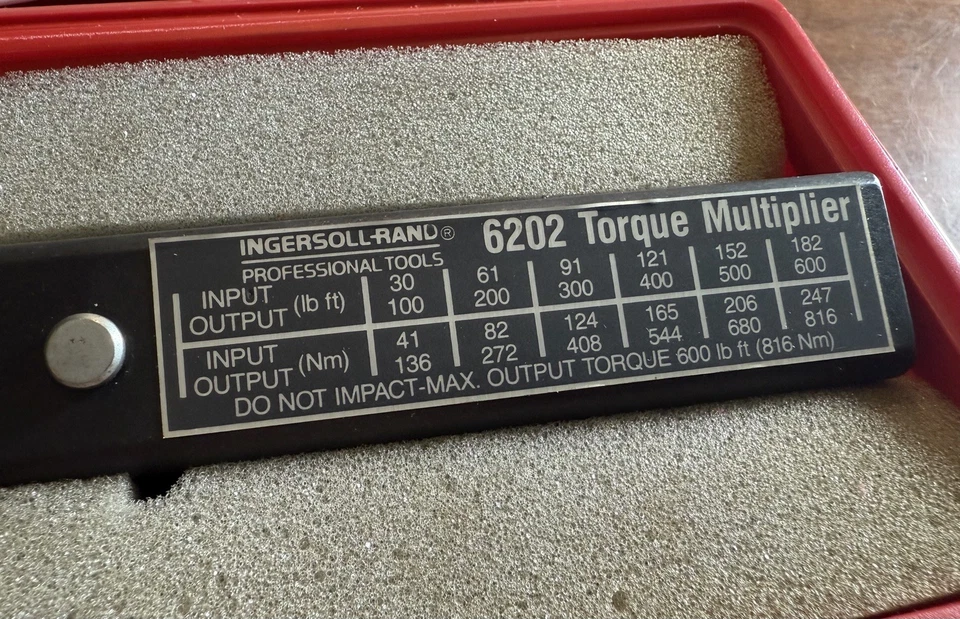 INGERSOLL-RAND®
6202 Torque Multiplier
PROFESSIONAL TOOLS
INPUT (lb ft) 30 61 91 121 152 182
OUTPUT 100 200 300 400 500 600
INPUT (Nm) 41 82 124 165 206 247
OUTPUT 136 272 408 544 680 816
DO NOT IMPACT-MAX. OUTPUT TORQUE 600 lb ft (816 Nm)